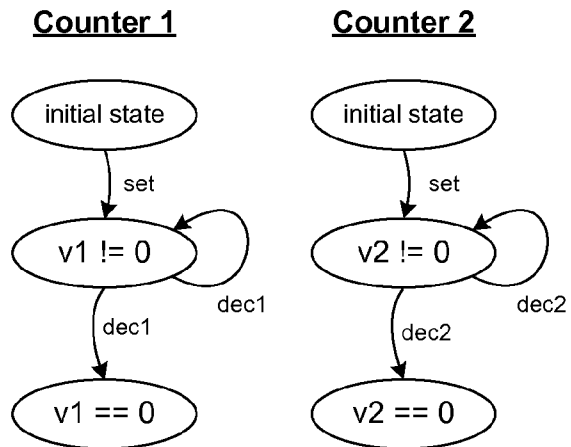 Counter 1
Counter 2
initial state
initial state
set
set
v1 != 0
v2 != 0
dec1
dec2
dec1
dec2
v1 == 0
v2 == 0